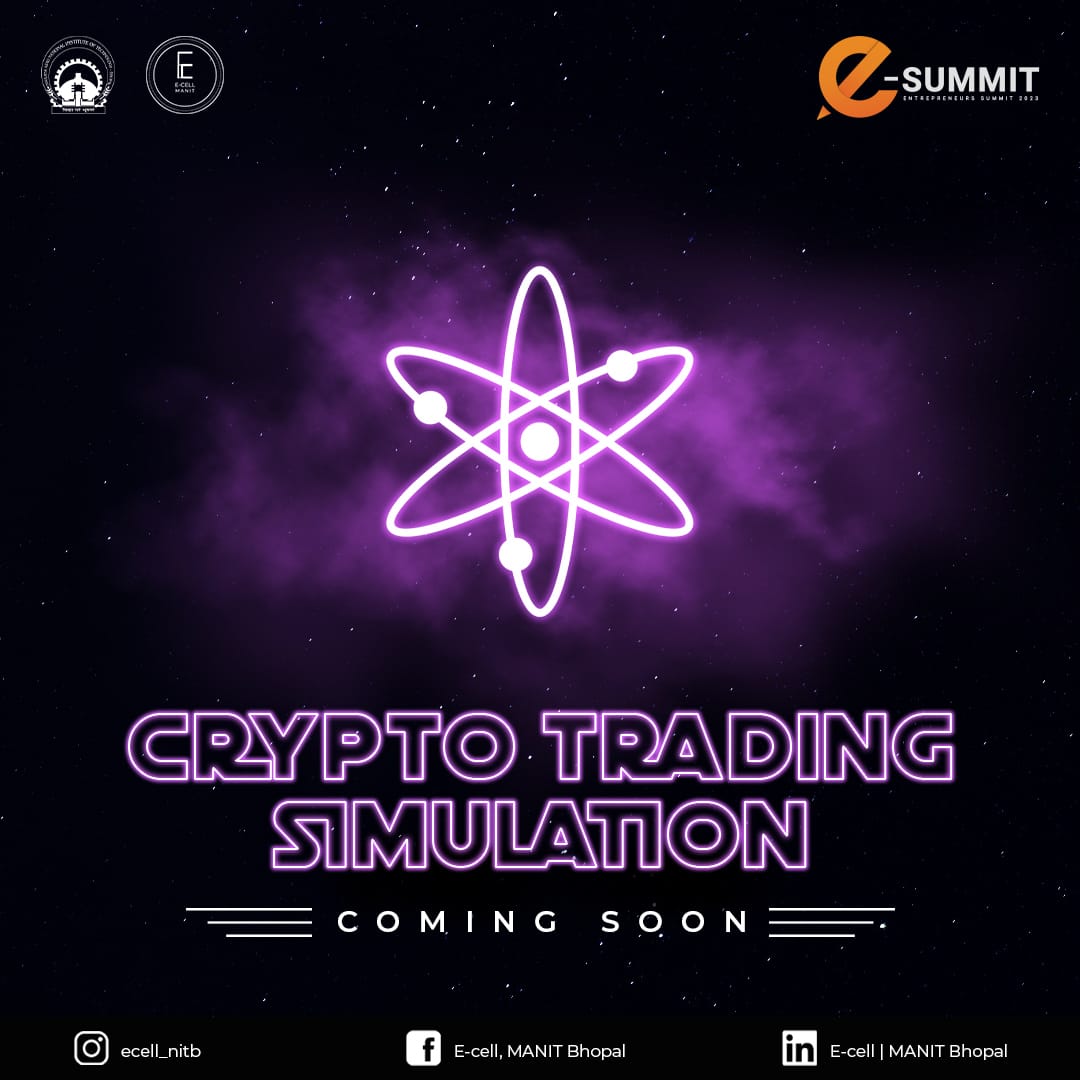 E-CELL
MANIT
e-SUMMIT
ENTREPRENEURS SUMMIT 2023
CRYPTO TRADING
SIMULATION
COMING SOON
ecell_nitb
E-cell, MANIT Bhopal
E-cell | MANIT Bhopal